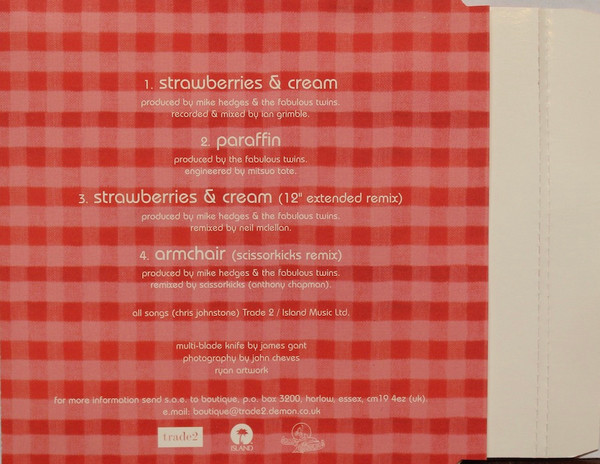 1. strawberries & cream
produced by mike hedges & the fabulous twins.
recorded & mixed by ian grimble.
2. paraffin
produced by the fabulous twins.
engineered by mitsuo tate.
3. strawberries & cream (12" extended remix)
produced by mike hedges & the fabulous twins.
remixed by neil mclellan.
4. armchair (scissorkicks remix)
produced by mike hedges & the fabulous twins.
remixed by scissorkicks (anthony chapman).
all songs (chris johnstone) Trade 2 / Island Music Ltd.
multi-blade knife by james gant
photography by john cheves
ryan artwork
for more information send s.a.e. to boutique, p.o. box 3200, harlow, essex, cm19 4ez (uk).
e.mail: boutique@trade2.demon.co.uk
trade2
ISLAND